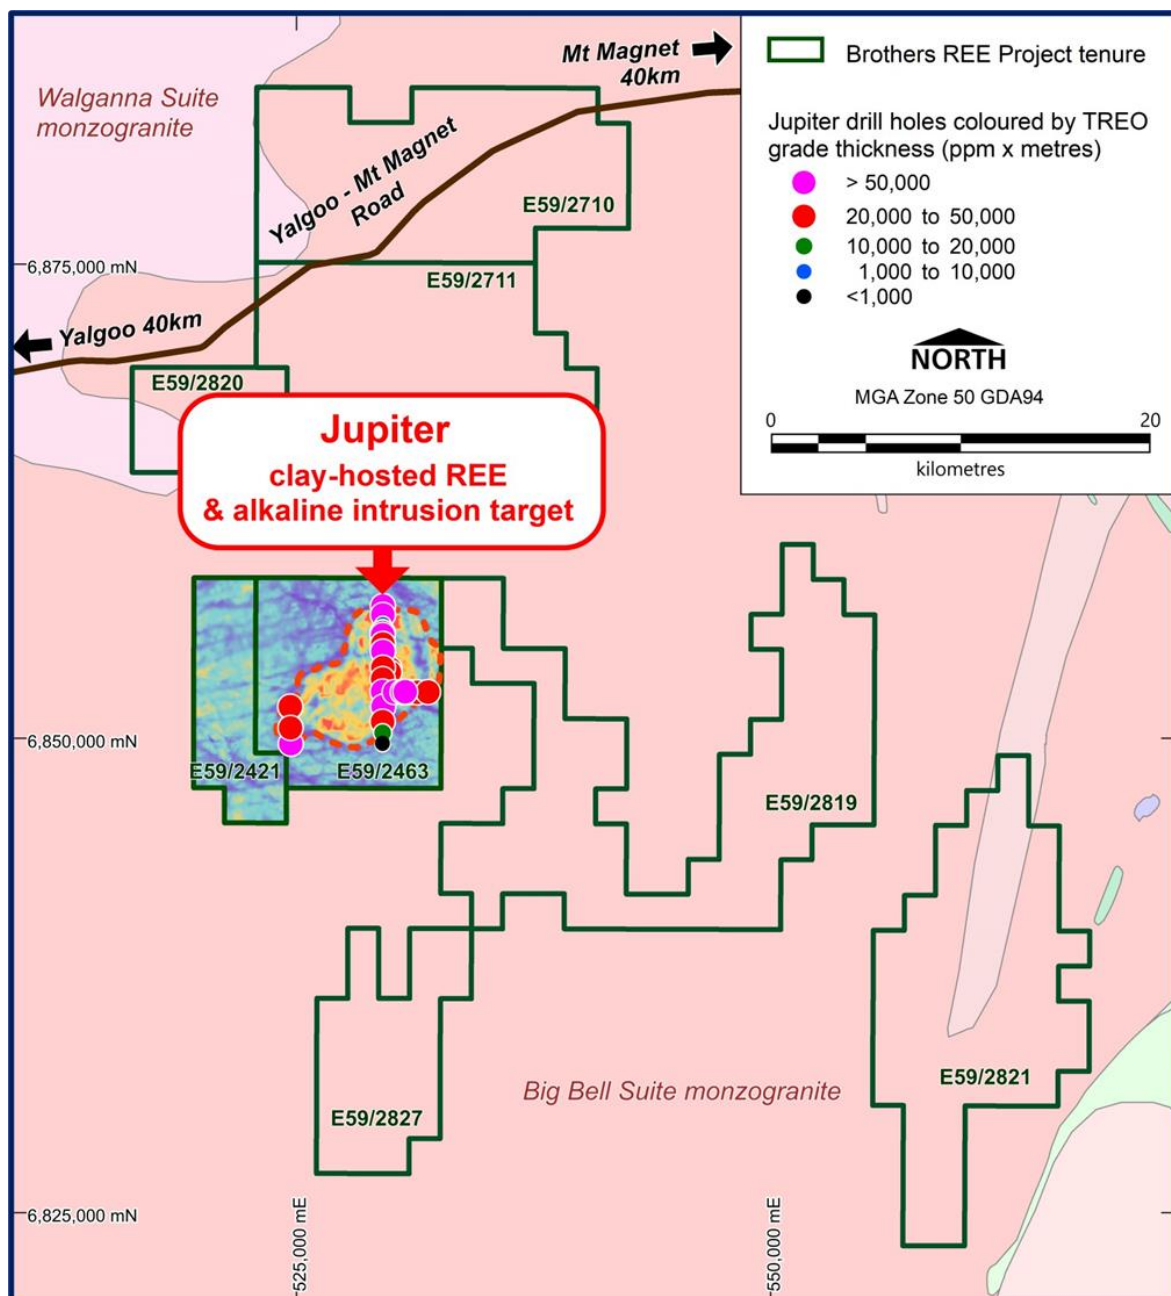 Mt Magnet
40km
Walganna Suite
monzogranite
Yalgoo - Mt Magnet
Road
E59/2710
6,875,000 mN
E59/2711
Yalgoo 40km
E59/2820
Brothers REE Project tenure
Jupiter drill holes coloured by TREO
grade thickness (ppm x metres)
> 50,000
20,000 to 50,000
10,000 to 20,000
1,000 to 10,000
<1,000
NORTH
MGA Zone 50 GDA94
0 20
kilometres
Jupiter
clay-hosted REE
& alkaline intrusion target
6,850,000 mN
E59/2421
E59/2463
E59/2819
E59/2821
Big Bell Suite monzogranite
E59/2827
6,825,000 mN
525,000 mE
550,000 mE